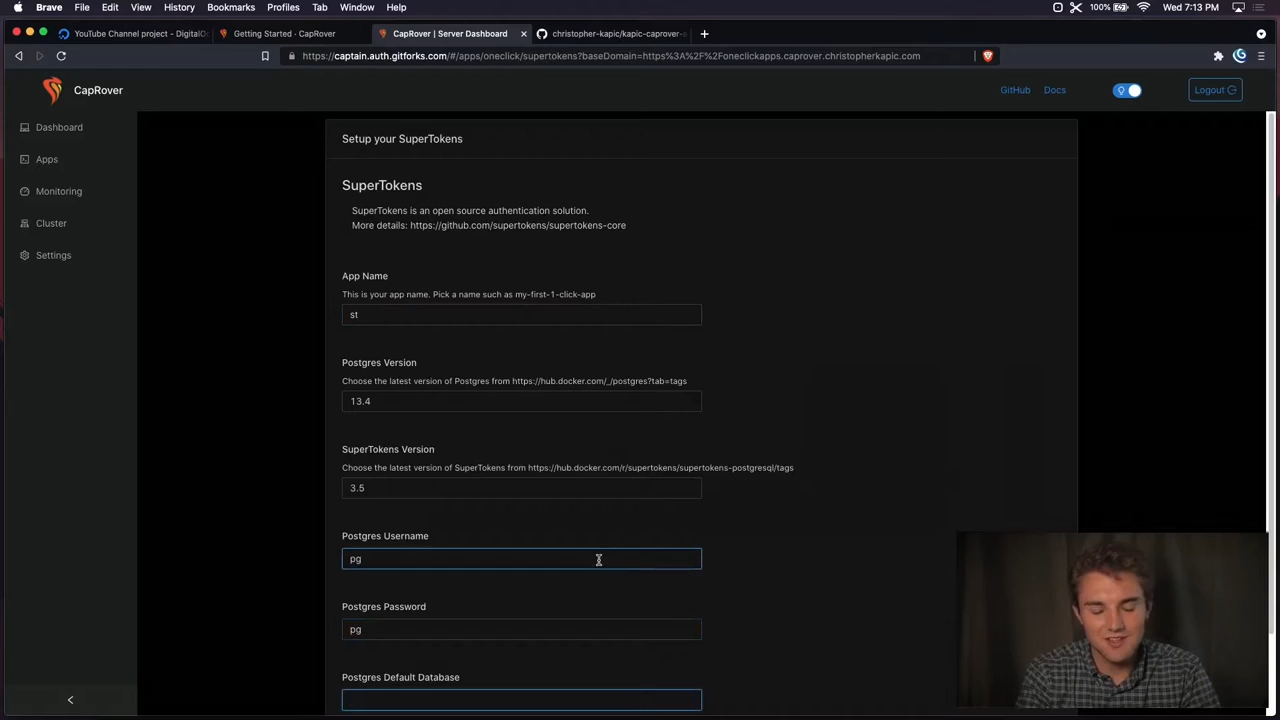 Brave File Edit View History Bookmarks Profiles Tab Window Help 100% Wed 7:13 PM
YouTube Channel project - DigitalO
Getting Started · CapRover
CapRover | Server Dashboard
christopher-kapic/kapic-caprover-
https://captain.auth.gitforks.com/#/apps/oneclick/supertokens?baseDomain=https%3A%2F%2Foneclickapps.caprover.christopherkapic.com
CapRover
GitHub Docs Logout
Dashboard
Apps
Monitoring
Cluster
Settings
Setup your SuperTokens
SuperTokens
SuperTokens is an open source authentication solution.
More details: https://github.com/supertokens/supertokens-core
App Name
This is your app name. Pick a name such as my-first-1-click-app
st
Postgres Version
Choose the latest version of Postgres from https://hub.docker.com/_/postgres?tab=tags
13.4
SuperTokens Version
Choose the latest version of SuperTokens from https://hub.docker.com/r/supertokens/supertokens-postgresql/tags
3.5
Postgres Username
pg
Postgres Password
pg
Postgres Default Database